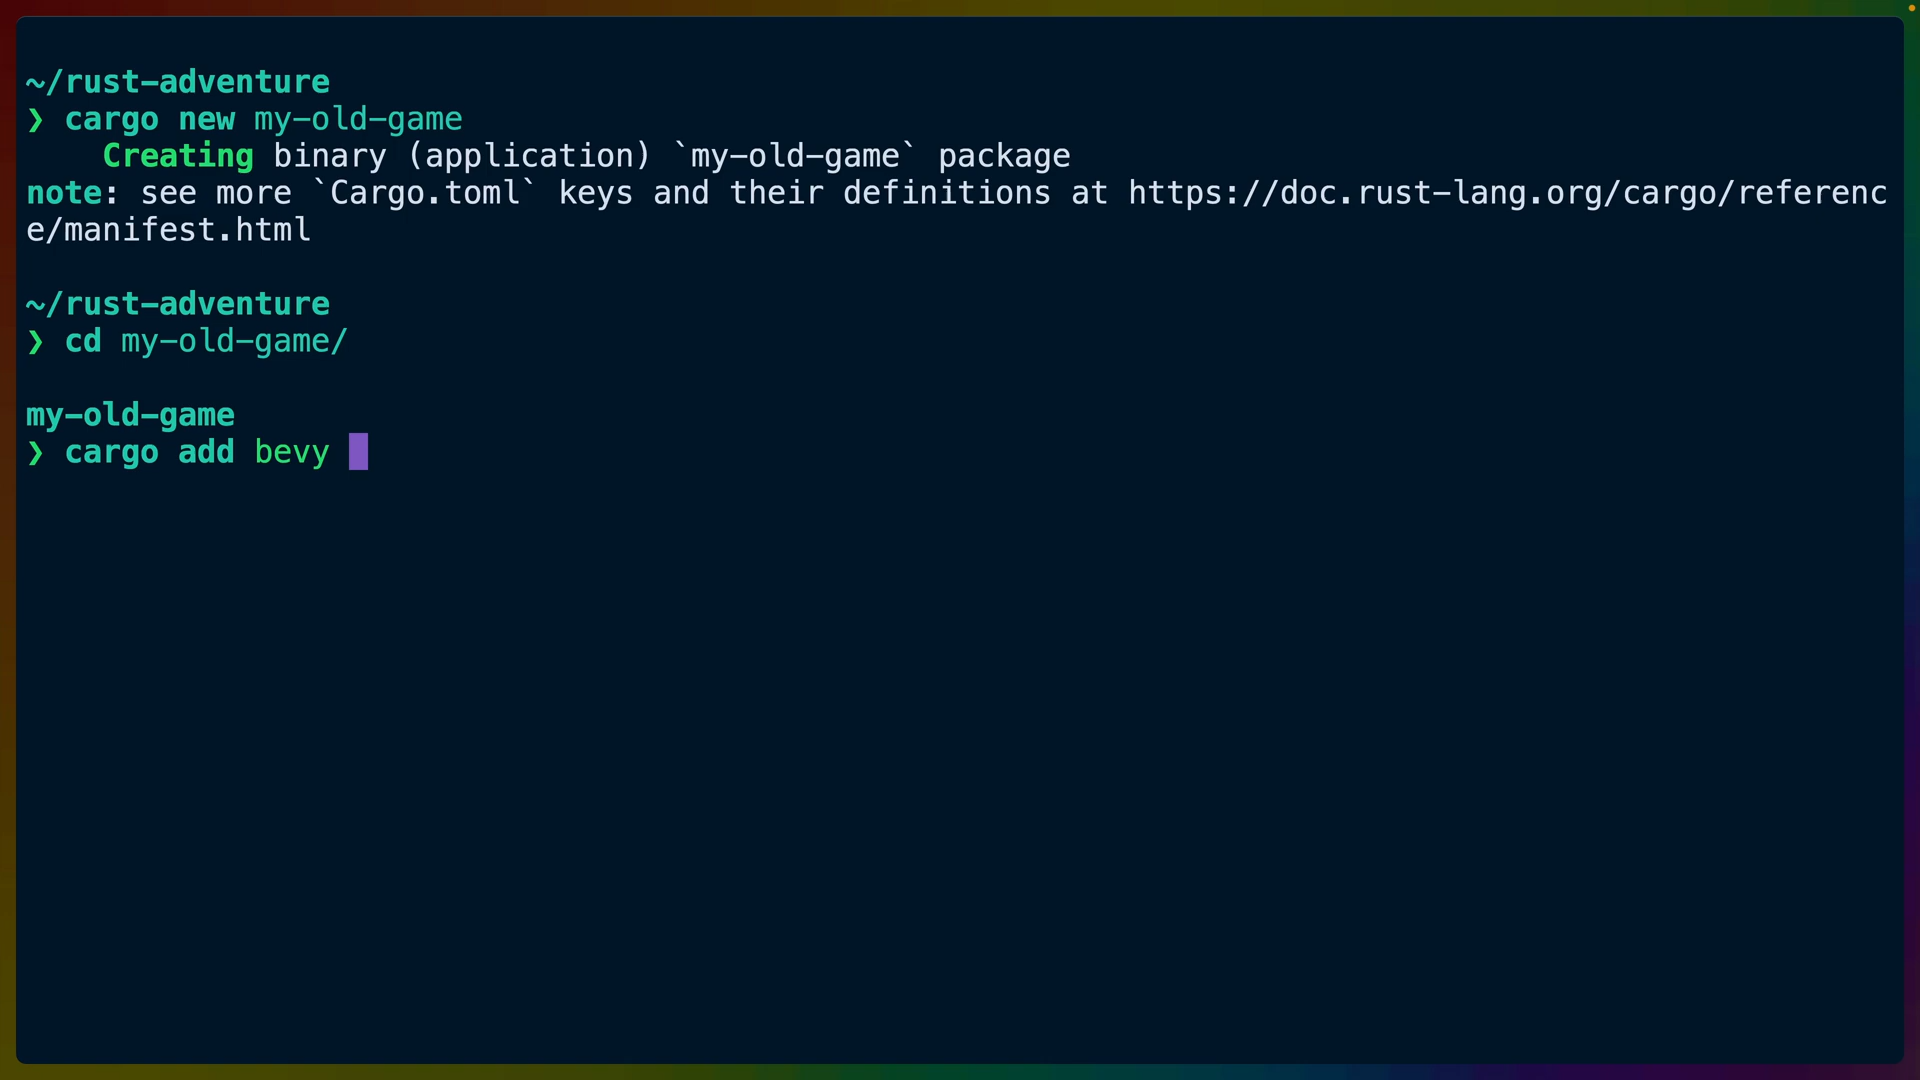 ~/rust-adventure
❯ cargo new my-old-game
    Creating binary (application) `my-old-game` package
note: see more `Cargo.toml` keys and their definitions at https://doc.rust-lang.org/cargo/referenc
e/manifest.html
~/rust-adventure
❯ cd my-old-game/
my-old-game
❯ cargo add bevy